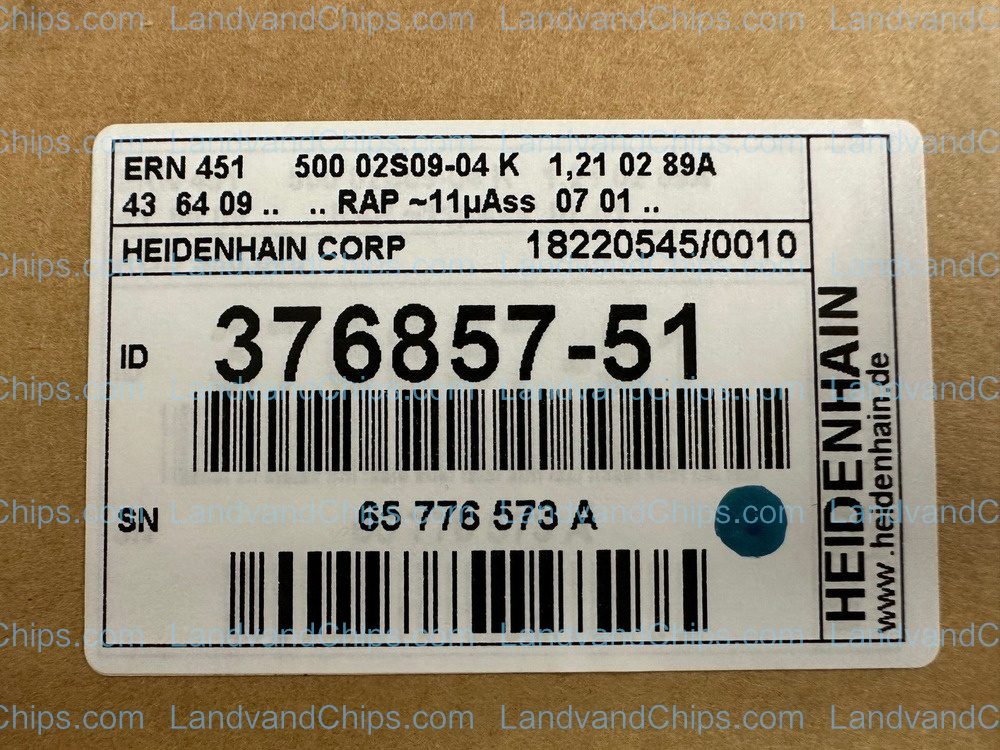 LandvandChips.com
ERN 451 500 02S09-04 K 1,21 02 89A
43 64 09 .. .. RAP ~11µAss 07 01 ..
HEIDENHAIN CORP 18220545/0010
ID 376857-51
SN 65 776 573 A
HEIDENHAIN
www.heidenhain.de